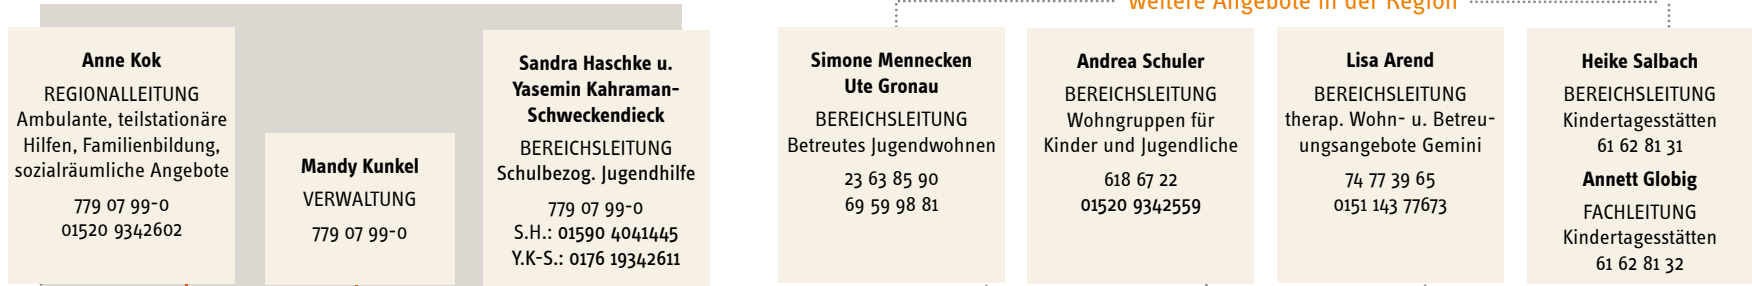 weitere Angebote in der Region
Anne Kok
REGIONALLEITUNG
Ambulante, teilstationäre
Hilfen, Familienbildung,
sozialräumliche Angebote
779 07 99-0
01520 9342602
Mandy Kunkel
VERWALTUNG
779 07 99-0
Sandra Haschke u.
Yasemin Kahraman-
Schweckendieck
BEREICHSLEITUNG
Schulbezog. Jugendhilfe
779 07 99-0
S.H.: 01590 4041445
Y.K-S.: 0176 19342611
Simone Mennecken
Ute Gronau
BEREICHSLEITUNG
Betreutes Jugendwohnen
23 63 85 90
69 59 98 81
Andrea Schuler
BEREICHSLEITUNG
Wohngruppen für
Kinder und Jugendliche
618 67 22
01520 9342559
Lisa Arend
BEREICHSLEITUNG
therap. Wohn- u. Betreu-
ungsangebote Gemini
74 77 39 65
0151 143 77673
Heike Salbach
BEREICHSLEITUNG
Kindertagesstätten
61 62 81 31
Annett Globig
FACHLEITUNG
Kindertagesstätten
61 62 81 32